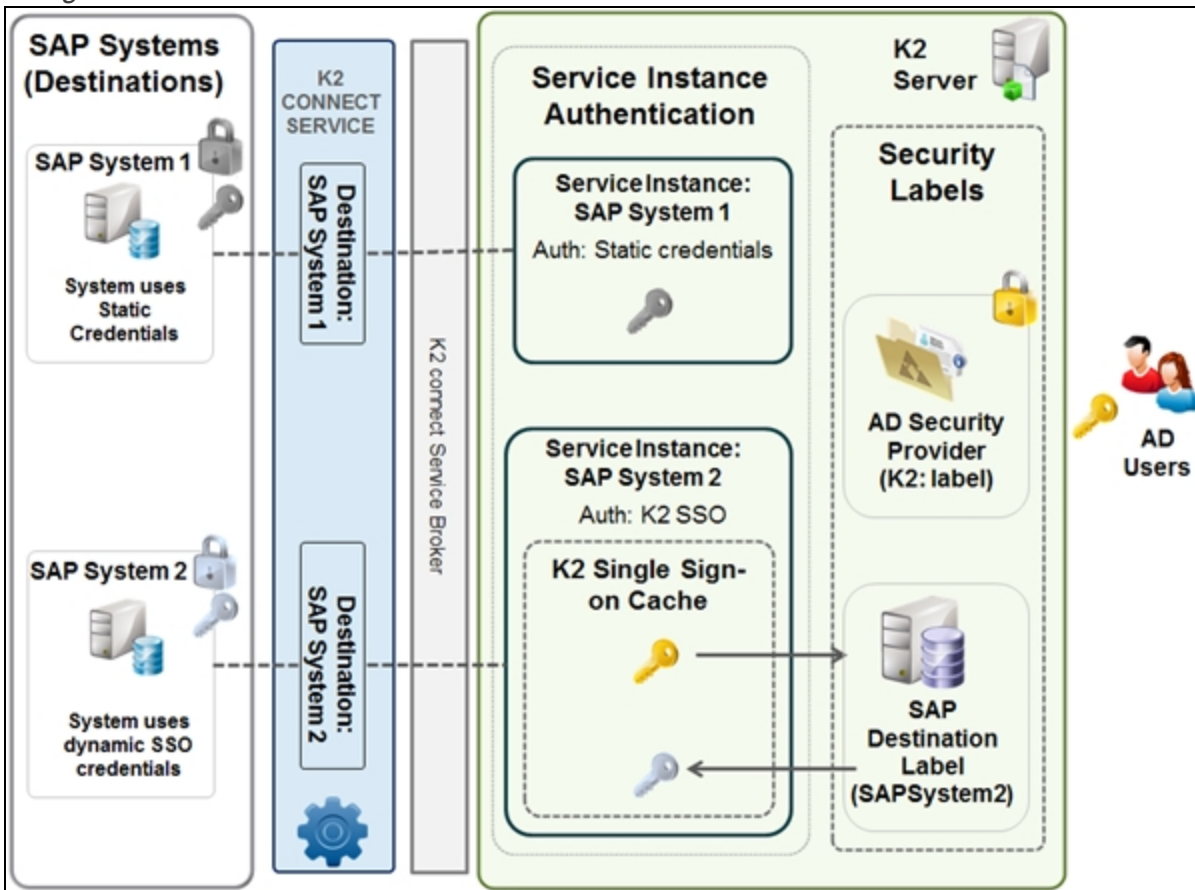 SAP Systems
(Destinations)
SAP System 1
System uses
Static
Credentials
SAP System 2
System uses
dynamic SSO
credentials
K2
CONNECT
SERVICE
Destination:
SAP System 1
Destination:
SAP System 2
K2 connect Service Broker
Service Instance
Authentication
Service Instance:
SAP System 1
Auth: Static credentials
Service Instance:
SAP System 2
Auth: K2 SSO
K2 Single Sign-
on Cache
K2
Server
Security
Labels
AD Security
Provider
(K2: label)
SAP
Destination
Label
(SAPSystem2)
AD
Users